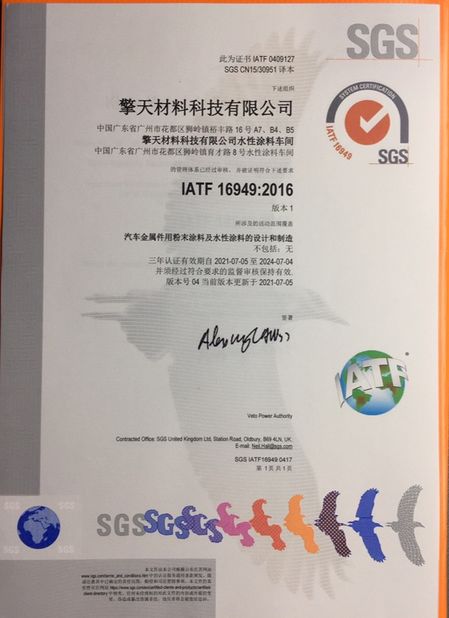 SGS
此为证书 IATF 0409127
SGS CN15/30951 译本
下述组织
擎天材料科技有限公司
中国广东省广州市花都区狮岭镇裕丰路 16 号 A7、B4、B5
擎天材料科技有限公司水性涂料车间
中国广东省广州市花都区狮岭镇育才路 8 号水性涂料车间
SYSTEM CERTIFICATION
IATF 16949
SGS
的管理体系已经过审核, 并被证明符合下述要求
IATF 16949:2016
版本 1
所涉及的活动范围覆盖
汽车金属件用粉末涂料及水性涂料的设计和制造
不包括: 无
三年认证有效期自 2021-07-05 至 2024-07-04
并须经过符合要求的监督审核保持有效.
版本号 04 当前版本更新于 2021-07-05
签署
IATF
Veto Power Authority
Contracted Office: SGS United Kingdom Ltd, Station Road, Oldbury, B69 4LN, UK.
E-mail: Neil.Hall@sgs.com
SGS IATF16949 0417
第 1 页 共 1 页
SGS SGS
SGS SGS
SGS SGS SGS SGS